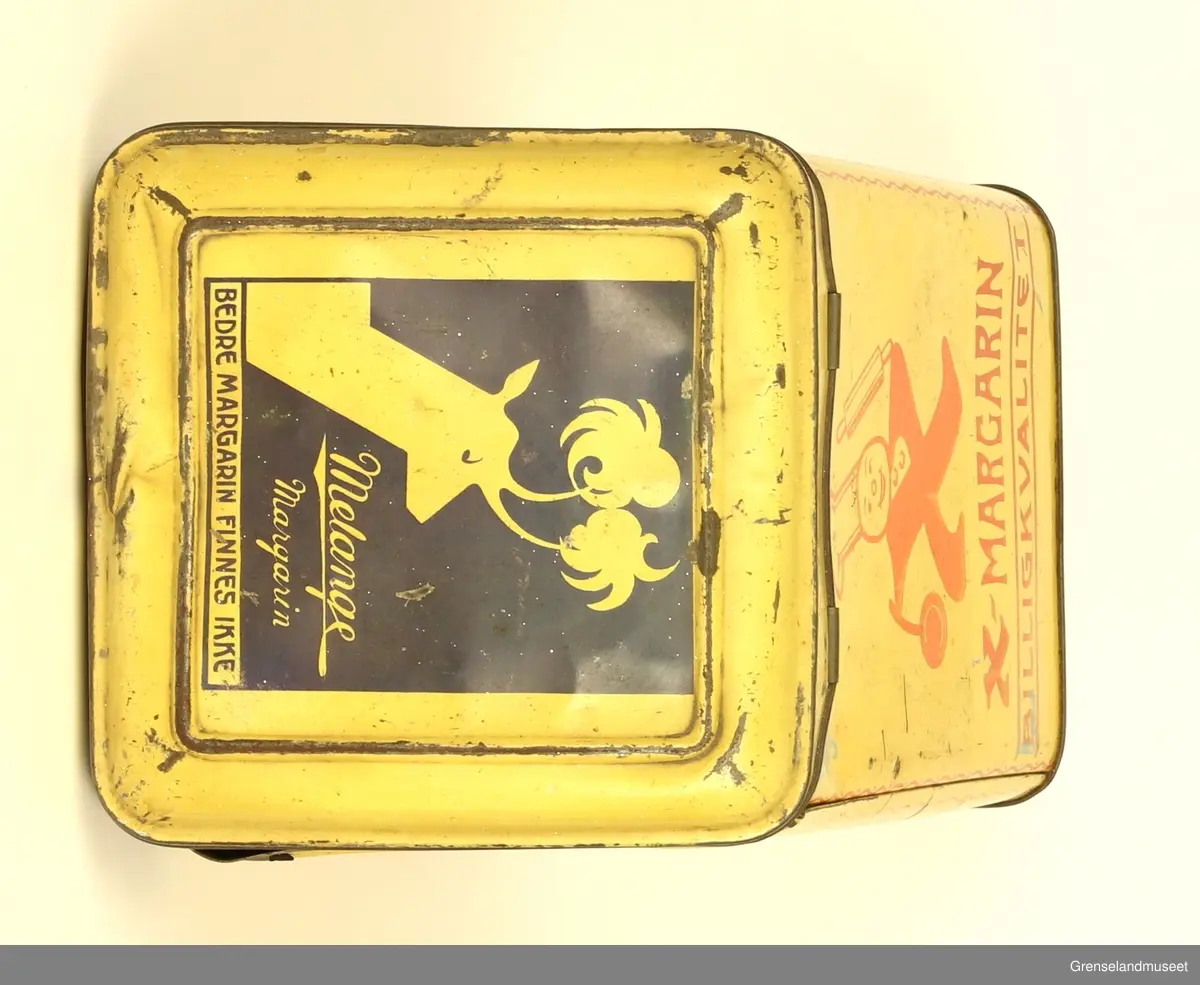 Melange
Margarin
BEDRE MARGARIN FINNES IKKE
X-MARGARIN
BILLIGKVALITET
Grenselandmuseet